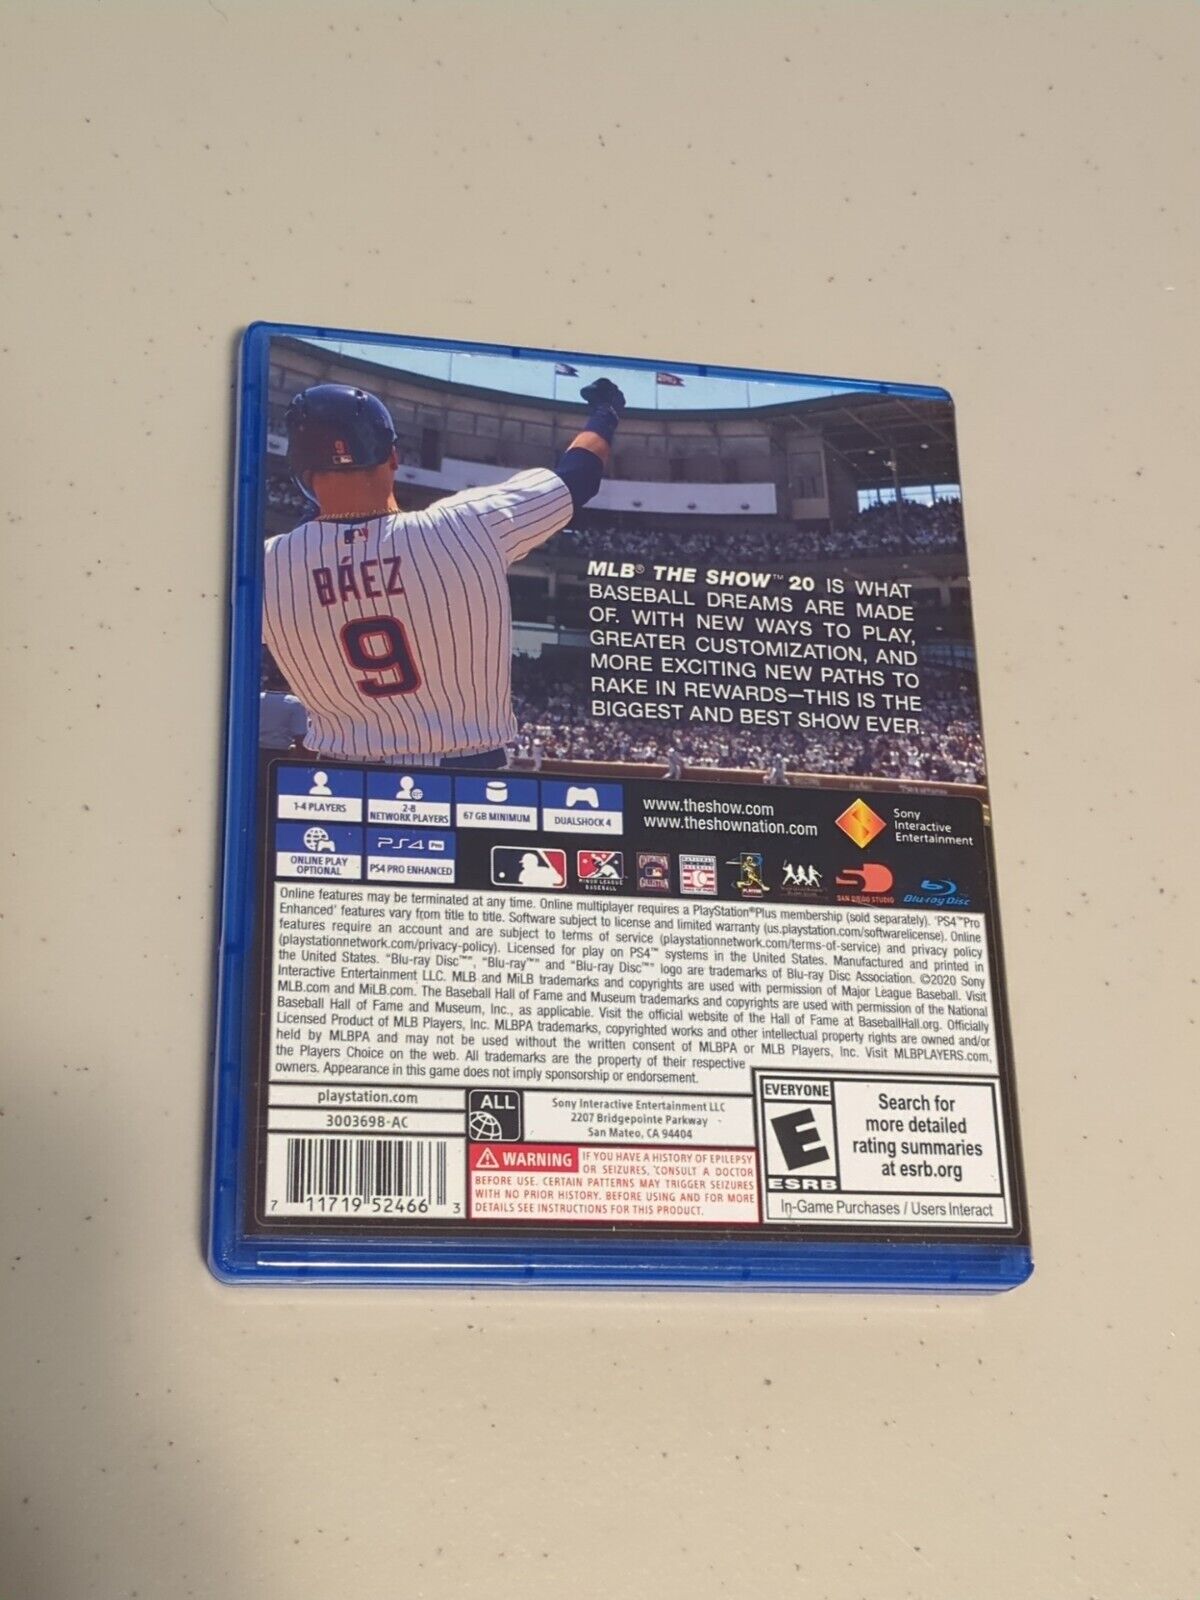 9
BÁEZ
9
MLB® THE SHOW™ 20 IS WHAT
BASEBALL DREAMS ARE MADE
OF. WITH NEW WAYS TO PLAY,
GREATER CUSTOMIZATION, AND
MORE EXCITING NEW PATHS TO
RAKE IN REWARDS—THIS IS THE
BIGGEST AND BEST SHOW EVER.
1-4 PLAYERS
2-8
NETWORK PLAYERS
67 GB MINIMUM
DUALSHOCK 4
ONLINE PLAY
OPTIONAL
PS4 PRO
PS4 PRO ENHANCED
www.theshow.com
www.theshownation.com
Sony
Interactive
Entertainment
MINOR LEAGUE
BASEBALL
SAN DIEGO STUDIO
Blu-ray Disc
Online features may be terminated at any time. Online multiplayer requires a PlayStation®Plus membership (sold separately). 'PS4™Pro
Enhanced' features vary from title to title. Software subject to license and limited warranty (us.playstation.com/softwarelicense). Online
features require an account and are subject to terms of service (playstationnetwork.com/terms-of-service) and privacy policy
(playstationnetwork.com/privacy-policy). Licensed for play on PS4™ systems in the United States. Manufactured and printed in
the United States. "Blu-ray Disc™", "Blu-ray™" and "Blu-ray Disc™" logo are trademarks of Blu-ray Disc Association. ©2020 Sony
Interactive Entertainment LLC. MLB and MiLB trademarks and copyrights are used with permission of Major League Baseball. Visit
MLB.com and MiLB.com. The Baseball Hall of Fame and Museum trademarks and copyrights are used with permission of the National
Baseball Hall of Fame and Museum, Inc., as applicable. Visit the official website of the Hall of Fame at BaseballHall.org. Officially
Licensed Product of MLB Players, Inc. MLBPA trademarks, copyrighted works and other intellectual property rights are owned and/or
held by MLBPA and may not be used without the written consent of MLBPA or MLB Players, Inc. Visit MLBPLAYERS.com,
the Players Choice on the web. All trademarks are the property of their respective
owners. Appearance in this game does not imply sponsorship or endorsement.
playstation.com
3003698-AC
7 11719 52466 3
ALL
Sony Interactive Entertainment LLC
2207 Bridgepointe Parkway
San Mateo, CA 94404
WARNING IF YOU HAVE A HISTORY OF EPILEPSY
OR SEIZURES, CONSULT A DOCTOR
BEFORE USE. CERTAIN PATTERNS MAY TRIGGER SEIZURES
WITH NO PRIOR HISTORY. BEFORE USING AND FOR MORE
DETAILS SEE INSTRUCTIONS FOR THIS PRODUCT.
EVERYONE
E
ESRB
Search for
more detailed
rating summaries
at esrb.org
In-Game Purchases / Users Interact